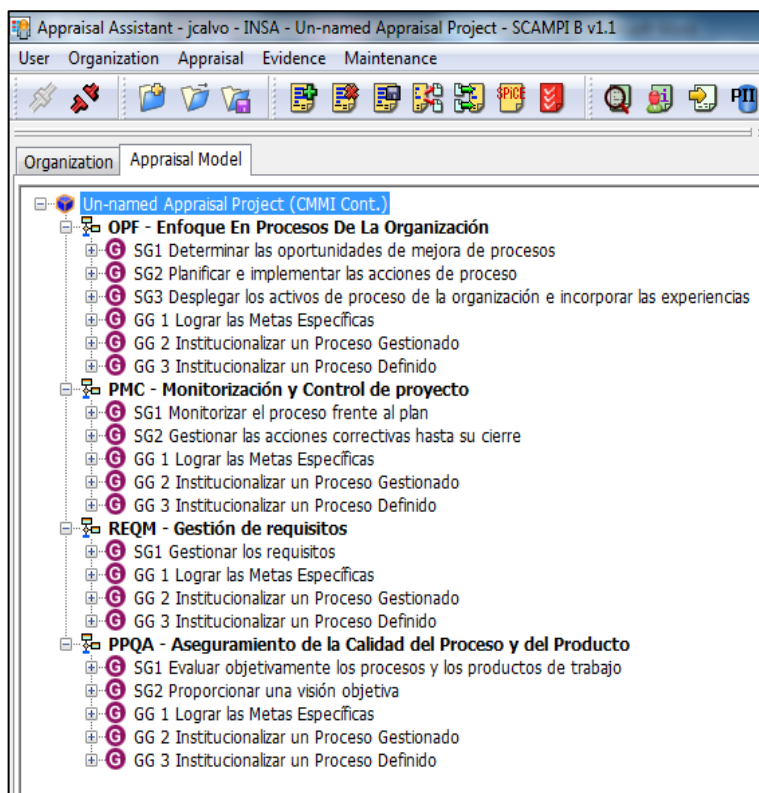 Appraisal Assistant - jcalvo - INSA - Un-named Appraisal Project - SCAMPI B v1.1
User Organization Appraisal Evidence Maintenance
SPiCE PII
Organization Appraisal Model
Un-named Appraisal Project (CMMI Cont.)
OPF - Enfoque En Procesos De La Organización
G SG1 Determinar las oportunidades de mejora de procesos
G SG2 Planificar e implementar las acciones de proceso
G SG3 Desplegar los activos de proceso de la organización e incorporar las experiencias
G GG 1 Lograr las Metas Específicas
G GG 2 Institucionalizar un Proceso Gestionado
G GG 3 Institucionalizar un Proceso Definido
PMC - Monitorización y Control de proyecto
G SG1 Monitorizar el proceso frente al plan
G SG2 Gestionar las acciones correctivas hasta su cierre
G GG 1 Lograr las Metas Específicas
G GG 2 Institucionalizar un Proceso Gestionado
G GG 3 Institucionalizar un Proceso Definido
REQM - Gestión de requisitos
G SG1 Gestionar los requisitos
G GG 1 Lograr las Metas Específicas
G GG 2 Institucionalizar un Proceso Gestionado
G GG 3 Institucionalizar un Proceso Definido
PPQA - Aseguramiento de la Calidad del Proceso y del Producto
G SG1 Evaluar objetivamente los procesos y los productos de trabajo
G SG2 Proporcionar una visión objetiva
G GG 1 Lograr las Metas Específicas
G GG 2 Institucionalizar un Proceso Gestionado
G GG 3 Institucionalizar un Proceso Definido